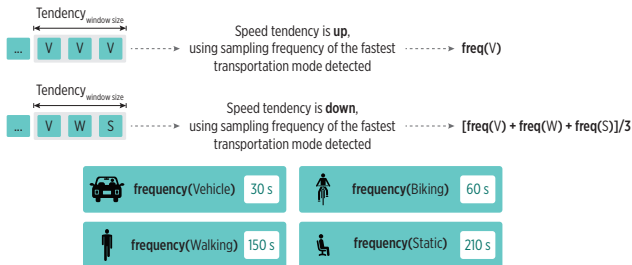 Tendency window size
... V V V
Speed tendency is up,
using sampling frequency of the fastest
transportation mode detected
freq(V)
Tendency window size
... V W S
Speed tendency is down,
using sampling frequency of the fastest
transportation mode detected
[freq(V) + freq(W) + freq(S)]/3
frequency(Vehicle) 30 s
frequency(Biking) 60 s
frequency(Walking) 150 s
frequency(Static) 210 s